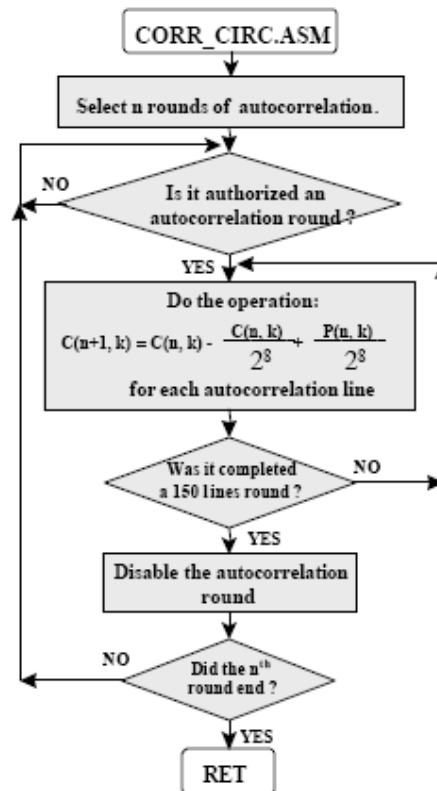 CORR_CIRC.ASM
Select n rounds of autocorrelation.
NO
Is it authorized an
autocorrelation round ?
YES
Do the operation:
C(n+1, k) = C(n, k) - C(n, k)/2^8 + P(n, k)/2^8
for each autocorrelation line
Was it completed
a 150 lines round ?
NO
YES
Disable the autocorrelation
round
NO
Did the n^th
round end ?
YES
RET